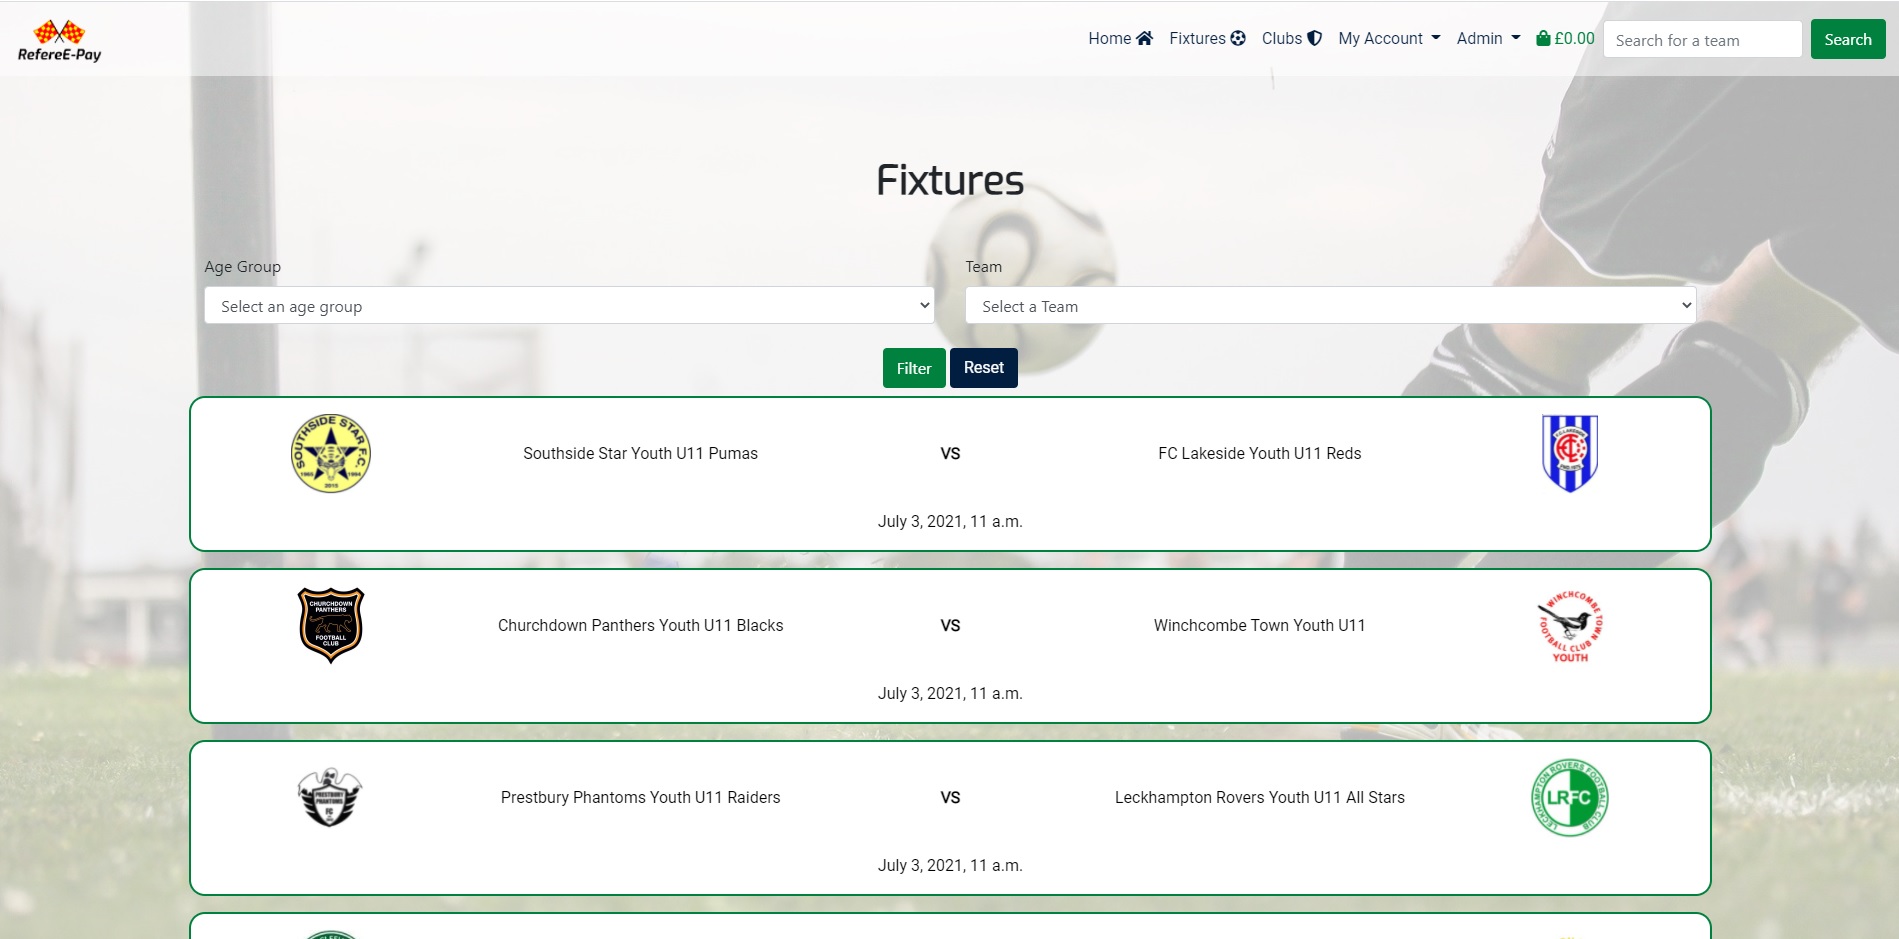 RefereE-Pay
Home Fixtures Clubs My Account Admin £0.00 Search for a team Search
Fixtures
Age Group Team
Select an age group Select a Team
Filter Reset
SOUTHSIDE STAR F.C.
1965 1994
2015
Southside Star Youth U11 Pumas VS FC Lakeside Youth U11 Reds
July 3, 2021, 11 a.m.
CHURCHDOWN
PANTHERS
FOOTBALL
CLUB
Churchdown Panthers Youth U11 Blacks VS Winchcombe Town Youth U11
WINCHCOMBE TOWN
FOOTBALL CLUB
YOUTH
July 3, 2021, 11 a.m.
PRESTBURY
PHANTOMS
FC
Prestbury Phantoms Youth U11 Raiders VS Leckhampton Rovers Youth U11 All Stars
LECKHAMPTON ROVERS FOOTBALL CLUB
LRFC
July 3, 2021, 11 a.m.